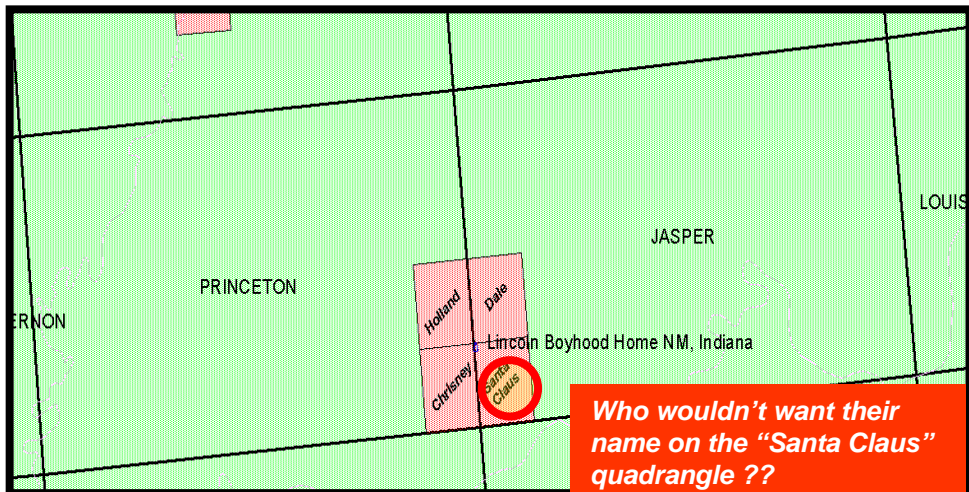 LOUIS
JASPER
PRINCETON
ERNON
Holland
Dale
Lincoln Boyhood Home NM, Indiana
Chrisney
Santa
Claus
Who wouldn’t want their
name on the “Santa Claus”
quadrangle ??